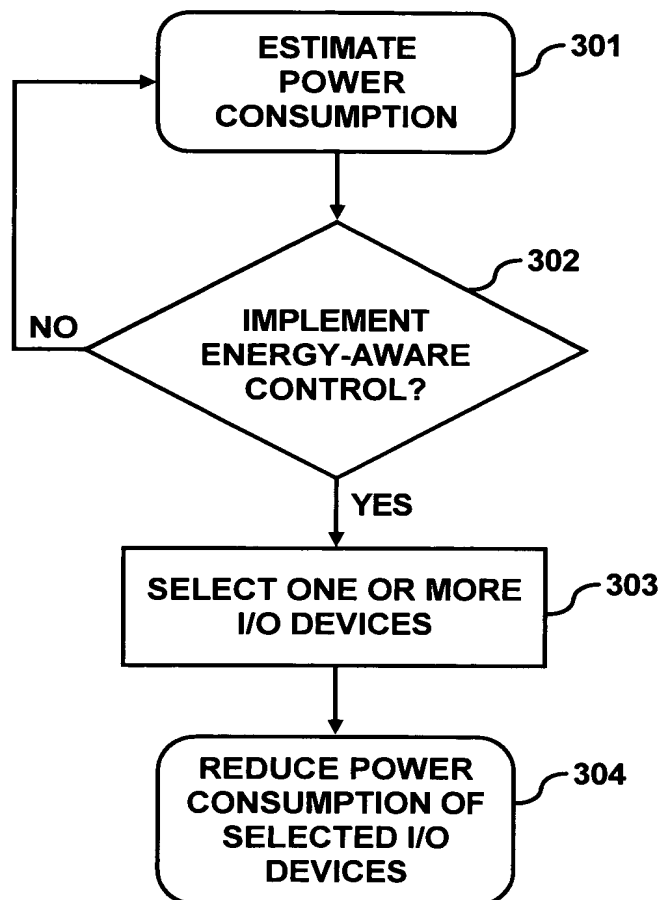 ESTIMATE
POWER
CONSUMPTION
301
302
IMPLEMENT
ENERGY-AWARE
CONTROL?
NO
YES
SELECT ONE OR MORE
I/O DEVICES
303
REDUCE POWER
CONSUMPTION OF
SELECTED I/O
DEVICES
304